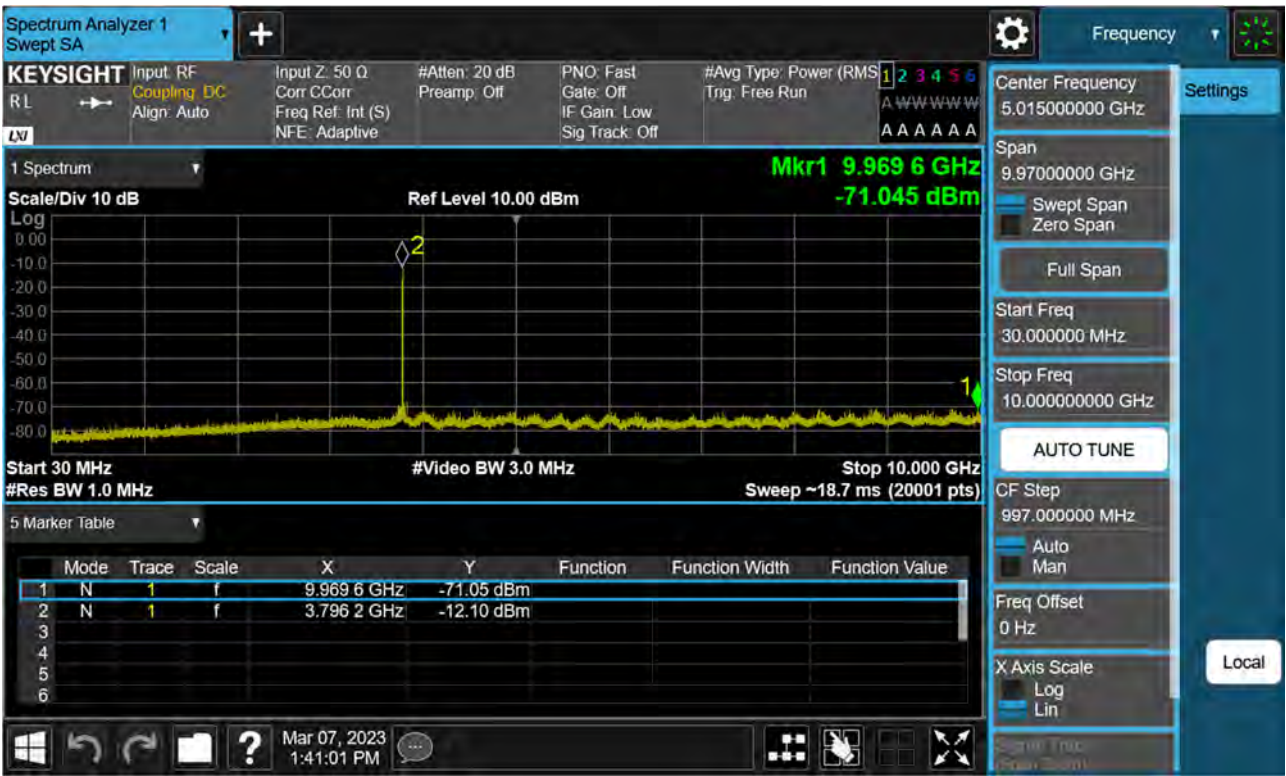 Spectrum Analyzer 1
Swept SA
+
Frequency
KEYSIGHT
R L
LXI
Input: RF
Coupling: DC
Align: Auto
Input Z: 50 Ω
Corr CCorr
Freq Ref: Int (S)
NFE: Adaptive
#Atten: 20 dB
Preamp: Off
PNO: Fast
Gate: Off
IF Gain: Low
Sig Track: Off
#Avg Type: Power (RMS
Trig: Free Run
1 2 3 4 5 6
A W W W W W
A A A A A A
1 Spectrum
Mkr1 9.969 6 GHz
Scale/Div 10 dB
Ref Level 10.00 dBm
-71.045 dBm
Log
0.00
-10.0
-20.0
-30.0
-40.0
-50.0
-60.0
-70.0
-80.0
2
1
Start 30 MHz
#Video BW 3.0 MHz
Stop 10.000 GHz
#Res BW 1.0 MHz
Sweep ~18.7 ms (20001 pts)
5 Marker Table
Mode Trace Scale X Y Function Function Width Function Value
1 N 1 f 9.969 6 GHz -71.05 dBm
2 N 1 f 3.796 2 GHz -12.10 dBm
3
4
5
6
?
Mar 07, 2023
1:41:01 PM
Center Frequency
5.015000000 GHz
Settings
Span
9.97000000 GHz
Swept Span
Zero Span
Full Span
Start Freq
30.000000 MHz
Stop Freq
10.000000000 GHz
AUTO TUNE
CF Step
997.000000 MHz
Auto
Man
Freq Offset
0 Hz
X Axis Scale
Log
Lin
Local